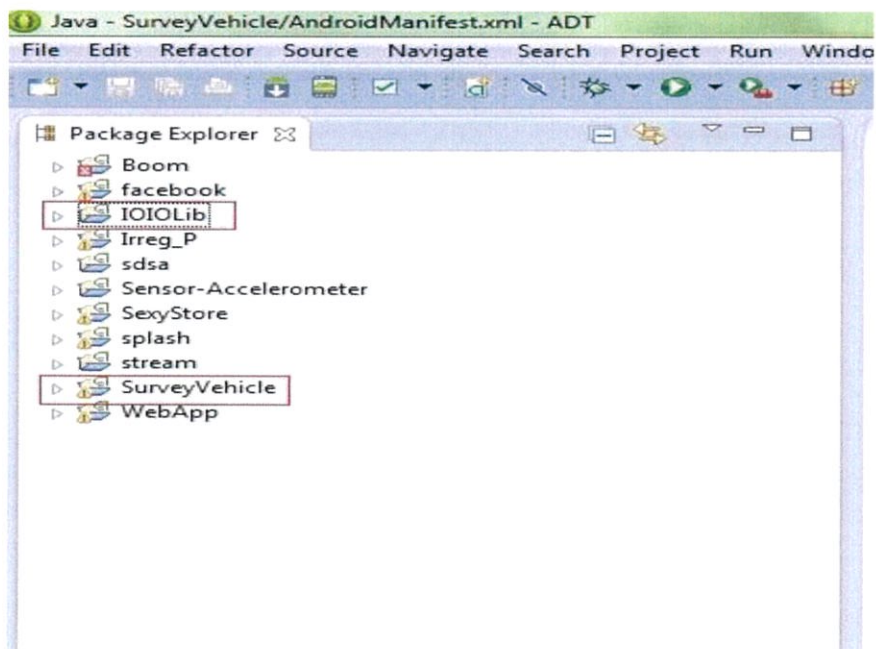 Java - SurveyVehicle/AndroidManifest.xml - ADT
File Edit Refactor Source Navigate Search Project Run Windo
Package Explorer
Boom
facebook
IOIOLib
Irreg_P
sdsa
Sensor-Accelerometer
SexyStore
splash
stream
SurveyVehicle
WebApp